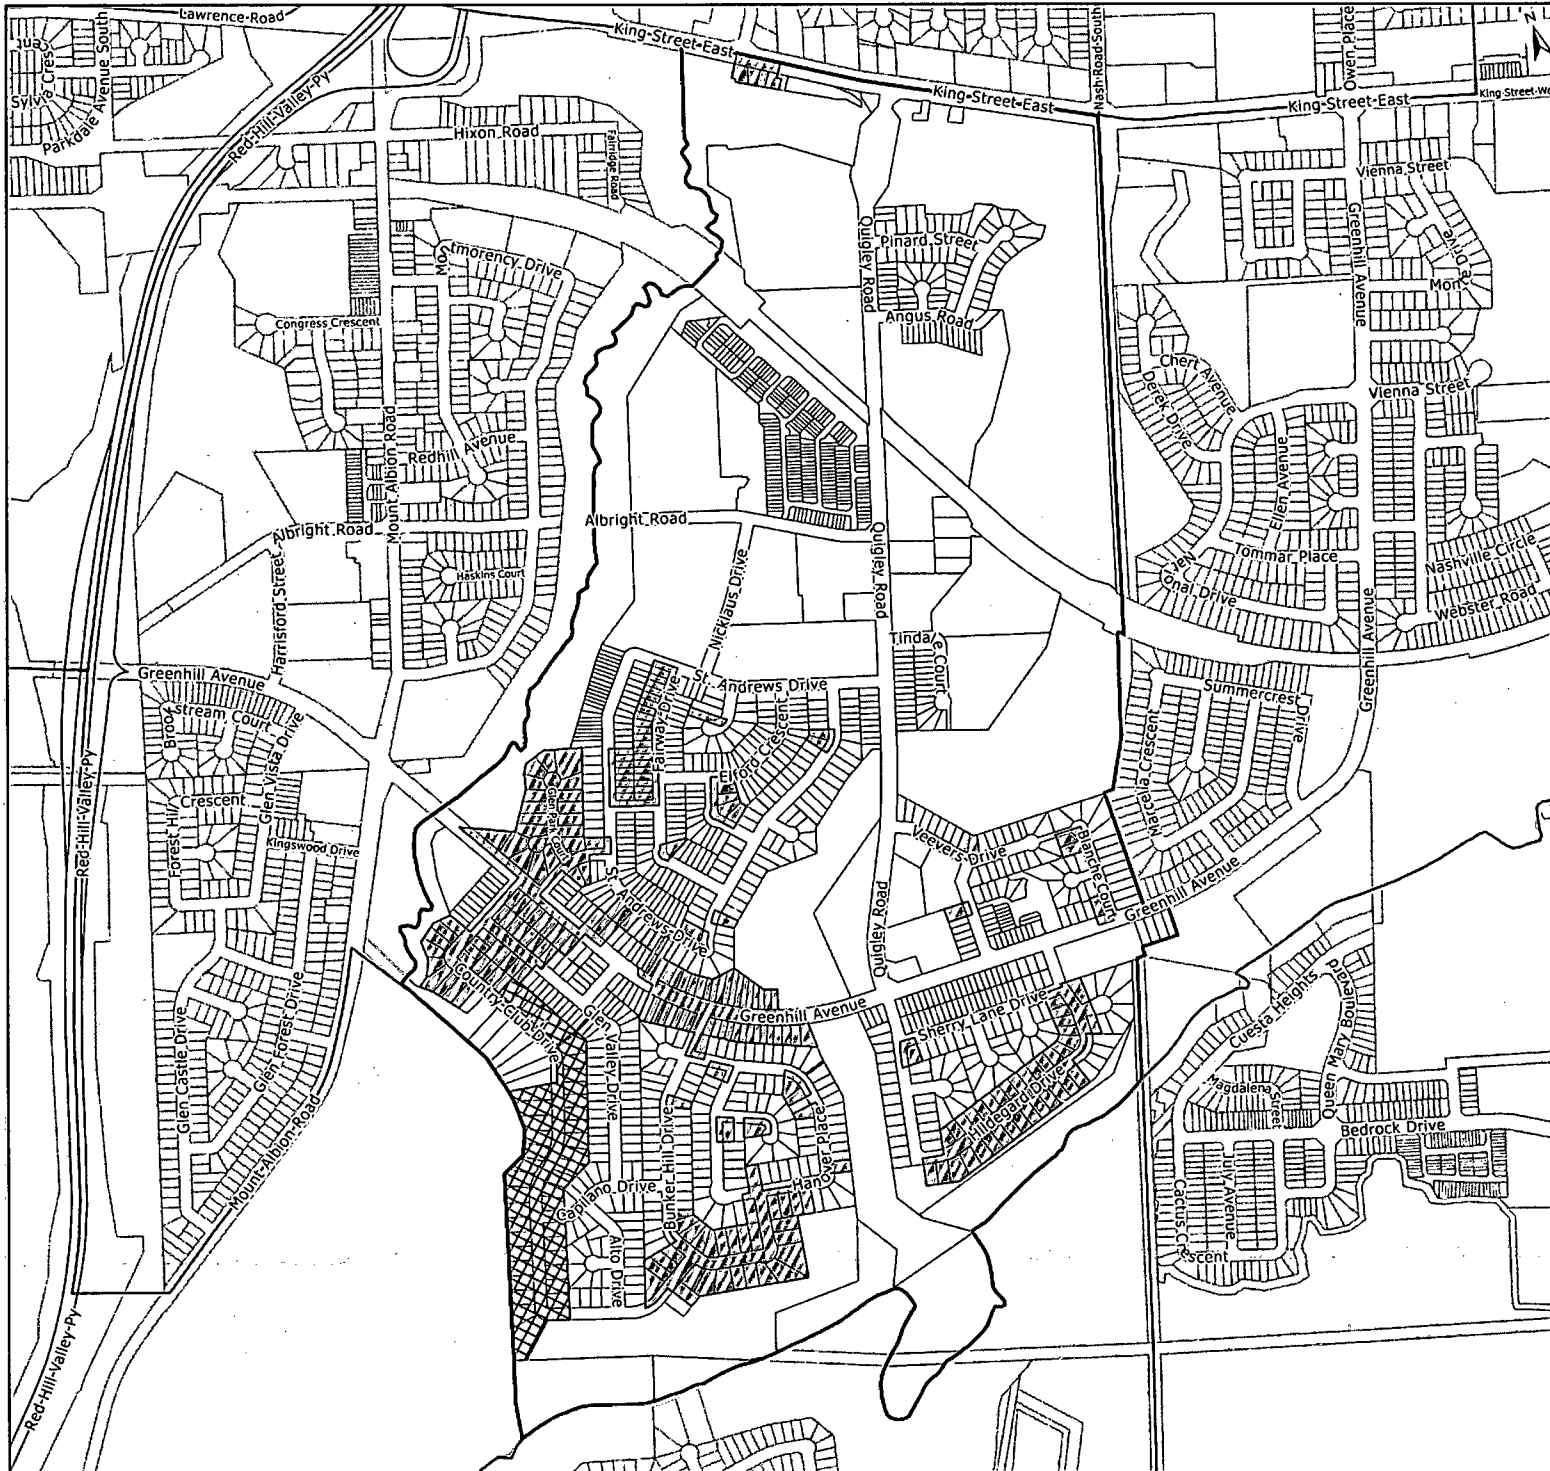 Lawrence Road
King Street East
Nash Road South
Owen Place
N
Sylvia Crescent
Parkdale Avenue South
Red-Hill-Valley-Py
King Street East
King Street East
Hixon Road
Fairridge Road
Vienna Street
Quigley Road
Pinard Street
Greenhill Avenue
Montmorency Drive
Angus Road
Congress Crescent
Chert Avenue
Derek Drive
Vienna Street
Mount Albion Road
Redhill Avenue
Ellen Avenue
Albright Road
Albright Road
Quigley Road
Tommar Place
Nashville Circle
Webster Road
Haskins Court
Harrisford Street
Nicklaus Drive
Tindale Court
Greenhill Avenue
Greenhill Avenue
St. Andrews Drive
Summercrest Drive
Brookstream Court
Glen Vista Drive
Fairway Drive
Elford Crescent
Marcella Crescent
Red-Hill-Valley-Py
Forest Hill Crescent
Kingswood Drive
Glen Park Court
Veevers Drive
Blanche Court
Greenhill Avenue
St. Andrews Drive
Quigley Road
Country Club Drive
Glen Valley Drive
Greenhill Avenue
Sherry Lane Drive
Cuesta Heights
Queen Mary Boulevard
Glen Castle Drive
Glen Forest Drive
Hildegard Drive
Magdalena Street
Bedrock Drive
Mount Albion Road
Bunker Hill Drive
Hanover Place
Gapilano Drive
Alto Drive
July Avenue
Cactus Crescent
Red-Hill-Valley-Py